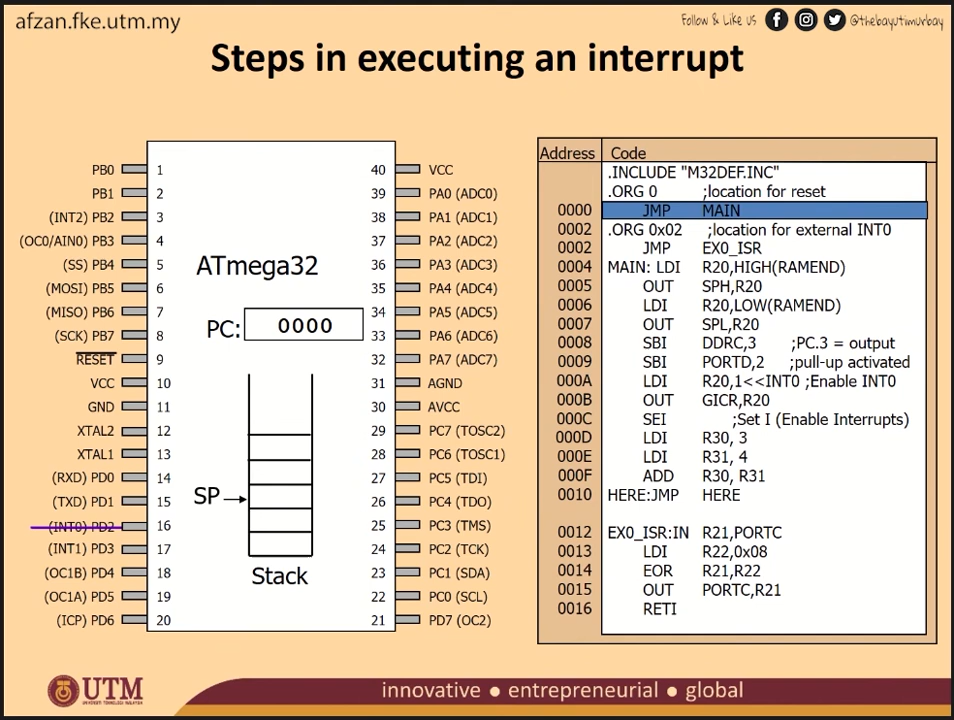 afzan.fke.utm.my
Follow & Like us @thebayutimurbay
Steps in executing an interrupt
PB0 1
PB1 2
(INT2) PB2 3
(OC0/AIN0) PB3 4
(SS) PB4 5
(MOSI) PB5 6
(MISO) PB6 7
(SCK) PB7 8
RESET 9
VCC 10
GND 11
XTAL2 12
XTAL1 13
(RXD) PD0 14
(TXD) PD1 15
(INT0) PD2 16
(INT1) PD3 17
(OC1B) PD4 18
(OC1A) PD5 19
(ICP) PD6 20
ATmega32
PC: 0000
SP
Stack
40 VCC
39 PA0 (ADC0)
38 PA1 (ADC1)
37 PA2 (ADC2)
36 PA3 (ADC3)
35 PA4 (ADC4)
34 PA5 (ADC5)
33 PA6 (ADC6)
32 PA7 (ADC7)
31 AGND
30 AVCC
29 PC7 (TOSC2)
28 PC6 (TOSC1)
27 PC5 (TDI)
26 PC4 (TDO)
25 PC3 (TMS)
24 PC2 (TCK)
23 PC1 (SDA)
22 PC0 (SCL)
21 PD7 (OC2)
Address Code
.INCLUDE "M32DEF.INC"
.ORG 0 ;location for reset
0000 JMP MAIN
0002 .ORG 0x02 ;location for external INT0
0002 JMP EX0_ISR
0004 MAIN: LDI R20,HIGH(RAMEND)
0005 OUT SPH,R20
0006 LDI R20,LOW(RAMEND)
0007 OUT SPL,R20
0008 SBI DDRC,3 ;PC.3 = output
0009 SBI PORTD,2 ;pull-up activated
000A LDI R20,1<<INT0 ;Enable INT0
000B OUT GICR,R20
000C SEI ;Set I (Enable Interrupts)
000D LDI R30, 3
000E LDI R31, 4
000F ADD R30, R31
0010 HERE:JMP HERE
0012 EX0_ISR:IN R21,PORTC
0013 LDI R22,0x08
0014 EOR R21,R22
0015 OUT PORTC,R21
0016 RETI
UTM
UNIVERSITI TEKNOLOGI MALAYSIA
innovative ● entrepreneurial ● global